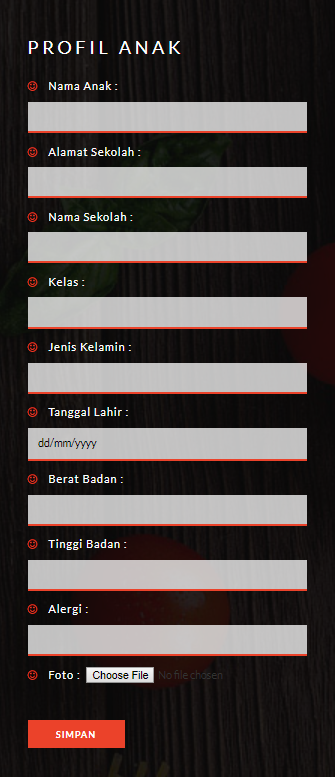 PROFIL ANAK
Nama Anak :
Alamat Sekolah :
Nama Sekolah :
Kelas :
Jenis Kelamin :
Tanggal Lahir :
dd/mm/yyyy
Berat Badan :
Tinggi Badan :
Alergi :
Foto : Choose File No file chosen
SIMPAN